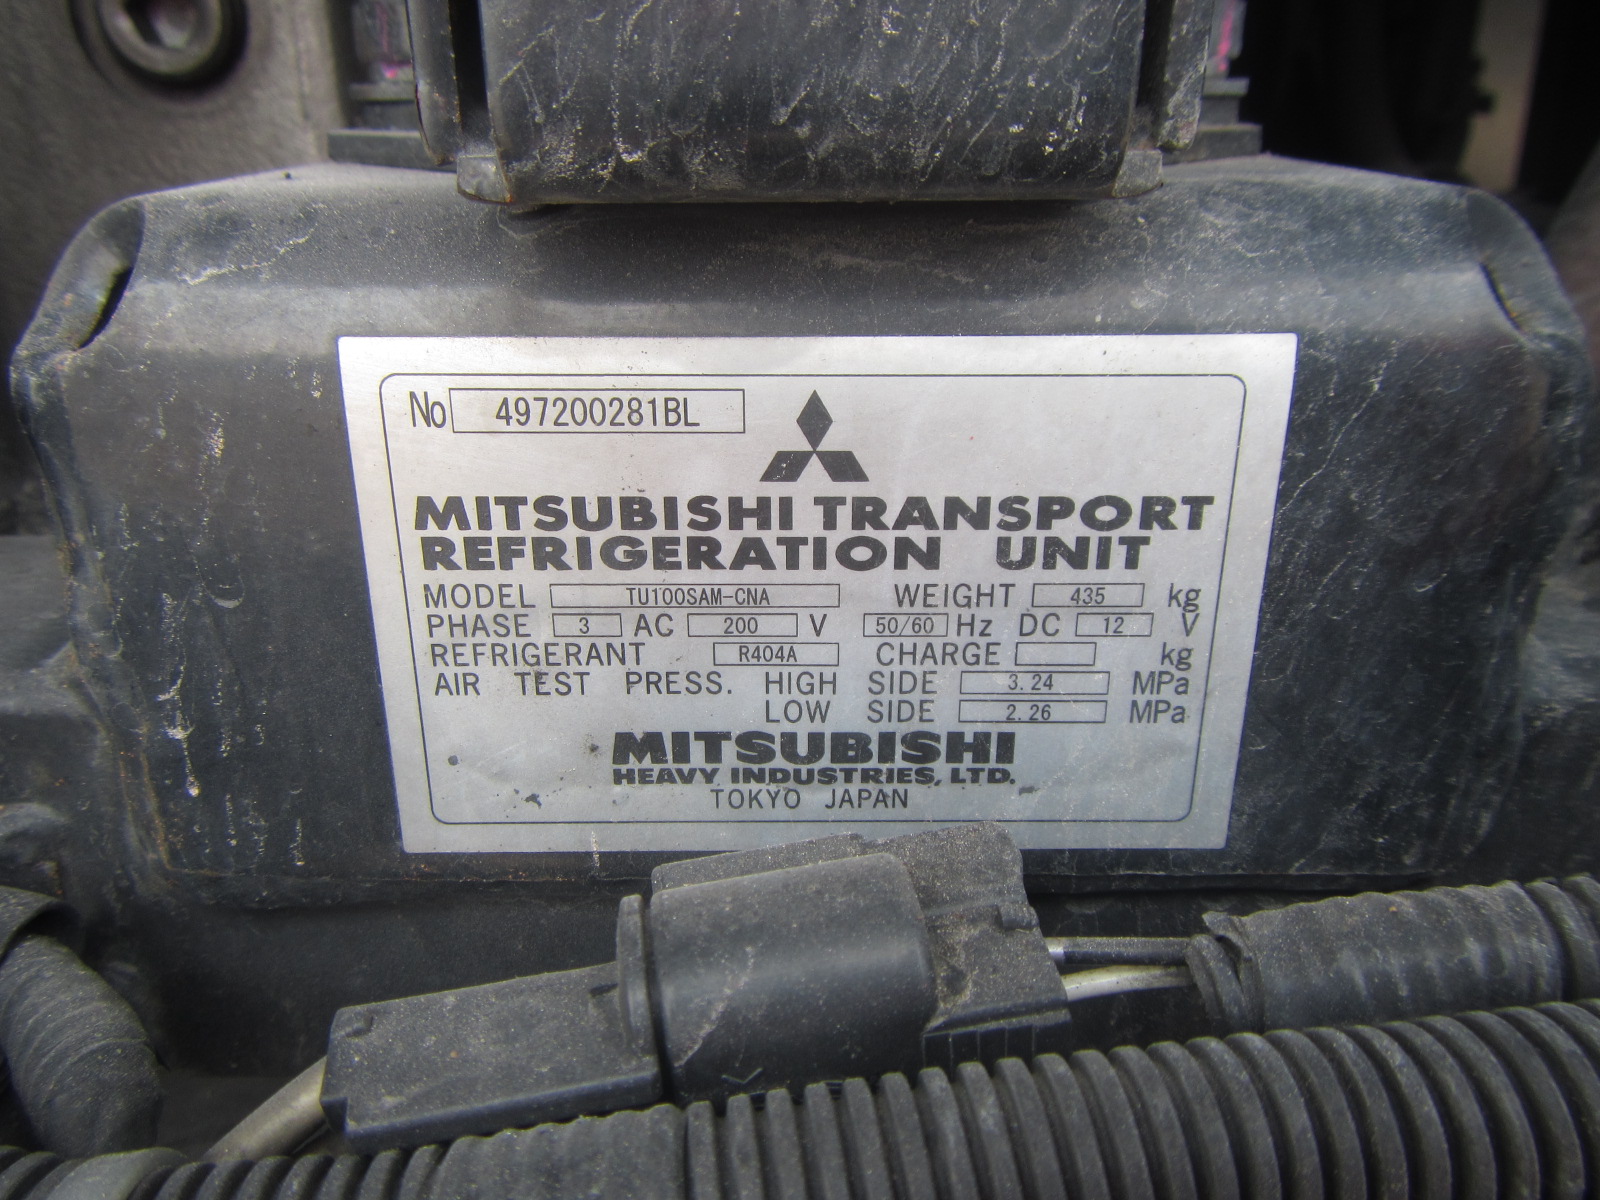 No 497200281BL
MITSUBISHI TRANSPORT
REFRIGERATION UNIT
MODEL TU100SAM-CNA WEIGHT 435 kg
PHASE 3 AC 200 V 50/60 Hz DC 12 V
REFRIGERANT R404A CHARGE kg
AIR TEST PRESS. HIGH SIDE 3.24 MPa
LOW SIDE 2.26 MPa
MITSUBISHI
HEAVY INDUSTRIES, LTD.
TOKYO JAPAN